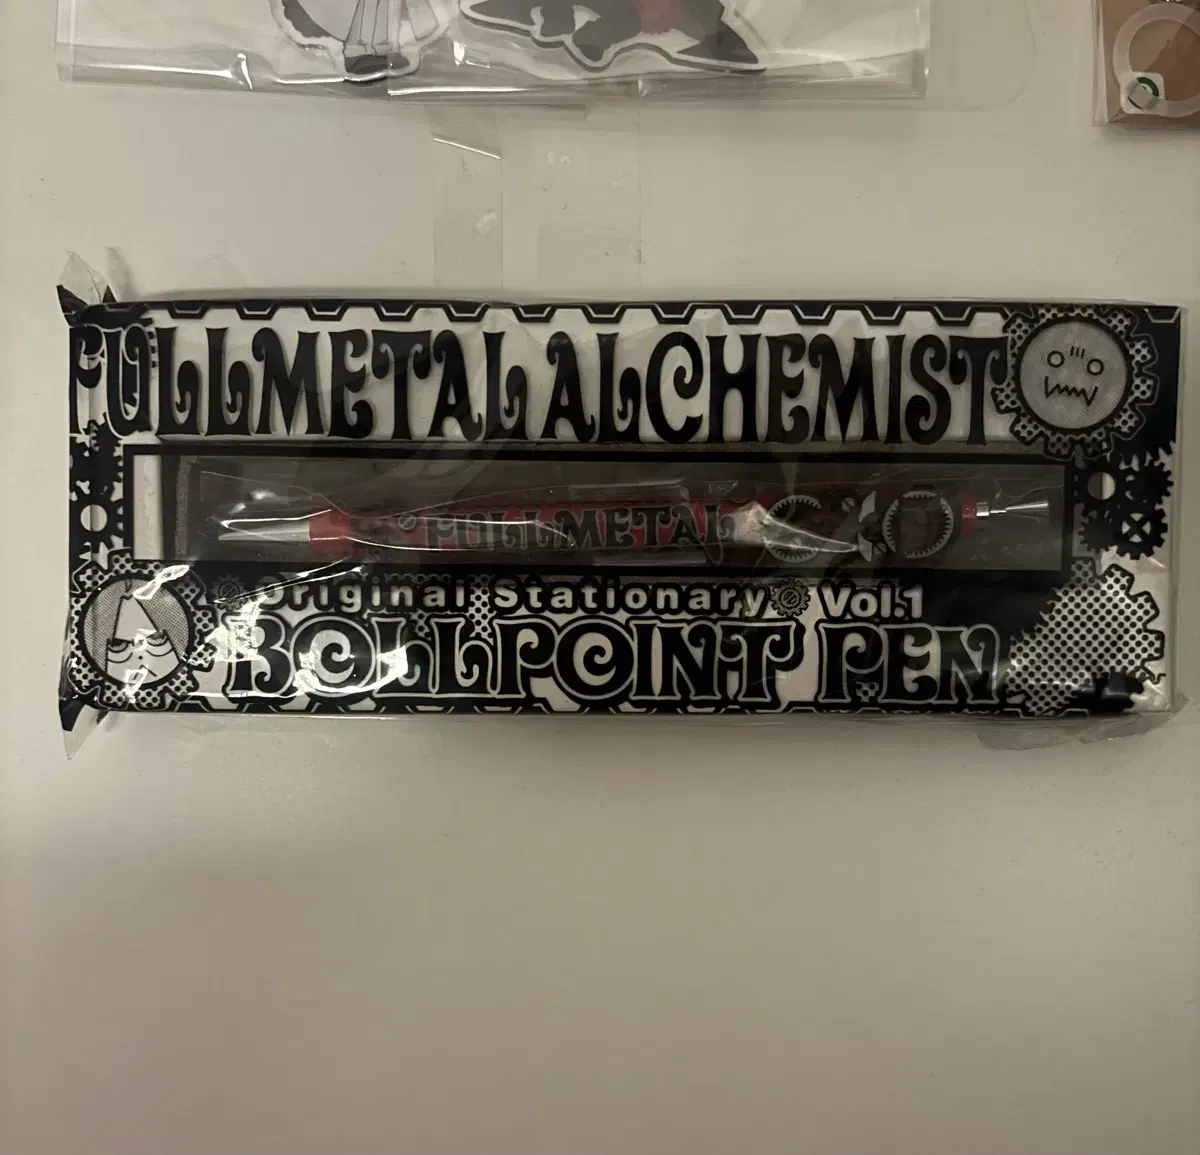 FULLMETAL ALCHEMIST
FULLMETAL
Original Stationary Vol.1
BOLLPOINT PEN